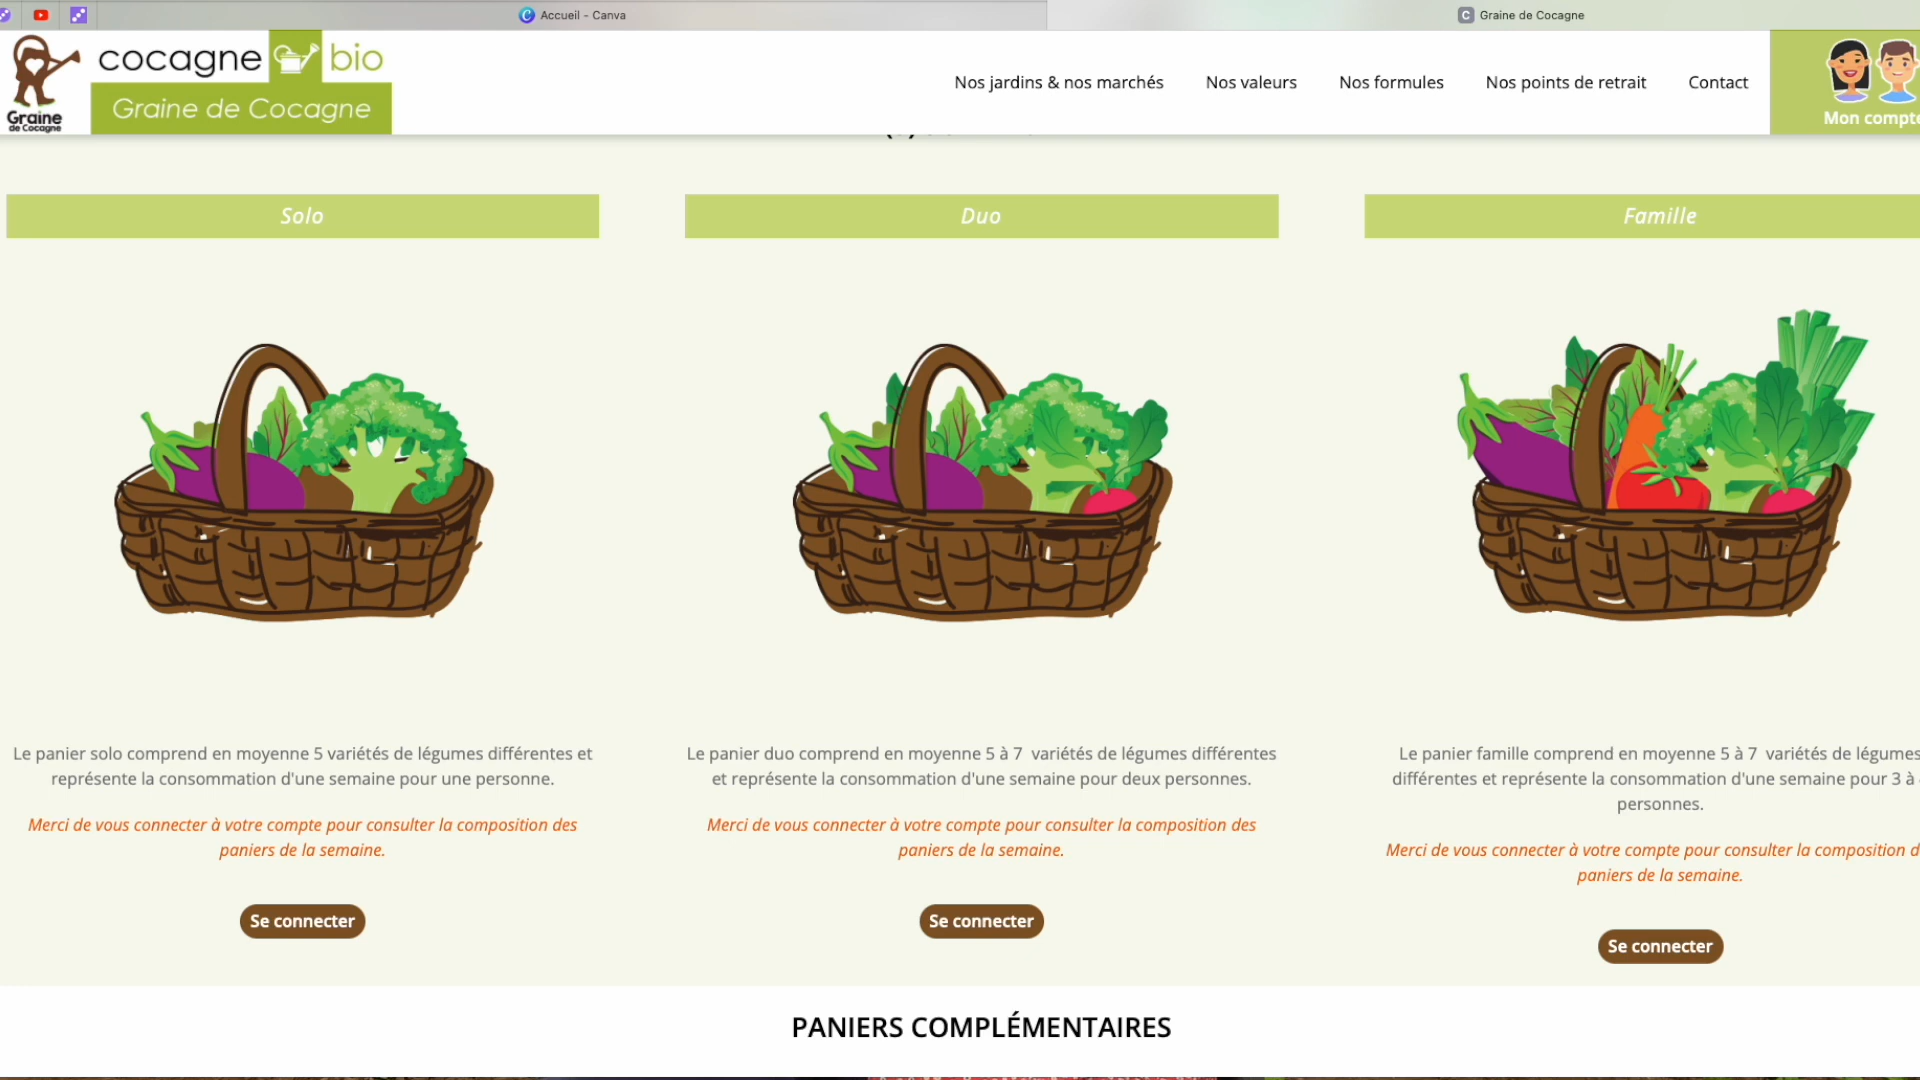 Accueil – Canva
Graine de Cocagne
cocagne bio
Graine de Cocagne
Graine
de Cocagne
Nos jardins & nos marchés
Nos valeurs
Nos formules
Nos points de retrait
Contact
Mon compte
Solo
Duo
Famille
Le panier solo comprend en moyenne 5 variétés de légumes différentes et
représente la consommation d'une semaine pour une personne.
Merci de vous connecter à votre compte pour consulter la composition des
paniers de la semaine.
Se connecter
Le panier duo comprend en moyenne 5 à 7 variétés de légumes différentes
et représente la consommation d'une semaine pour deux personnes.
Merci de vous connecter à votre compte pour consulter la composition des
paniers de la semaine.
Se connecter
Le panier famille comprend en moyenne 5 à 7 variétés de légumes
différentes et représente la consommation d'une semaine pour 3 à
personnes.
Merci de vous connecter à votre compte pour consulter la composition
paniers de la semaine.
Se connecter
PANIERS COMPLÉMENTAIRES